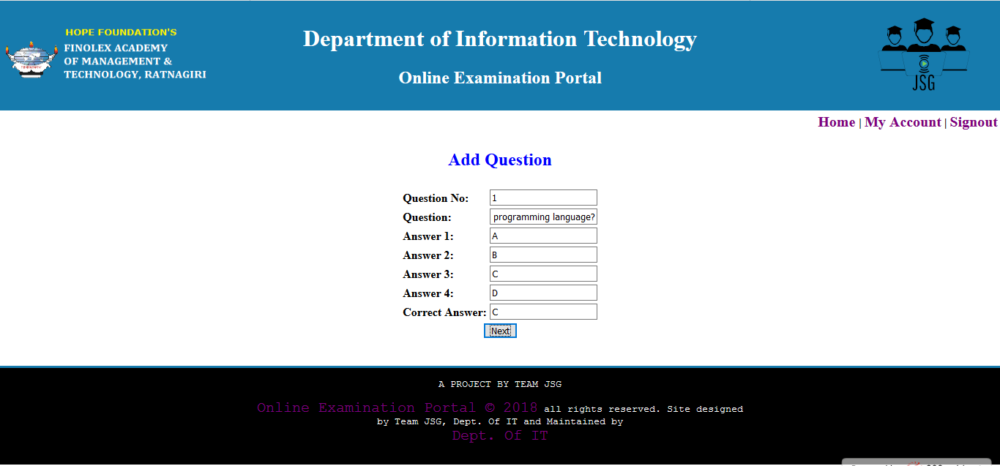 HOPE FOUNDATION'S
FINOLEX ACADEMY
OF MANAGEMENT &
TECHNOLOGY, RATNAGIRI
Department of Information Technology
Online Examination Portal
JSG
Home | My Account | Signout
Add Question
Question No: 1
Question: programming language?
Answer 1: A
Answer 2: B
Answer 3: C
Answer 4: D
Correct Answer: C
Next
A PROJECT BY TEAM JSG
Online Examination Portal © 2018 all rights reserved. Site designed
by Team JSG, Dept. Of IT and Maintained by
Dept. Of IT